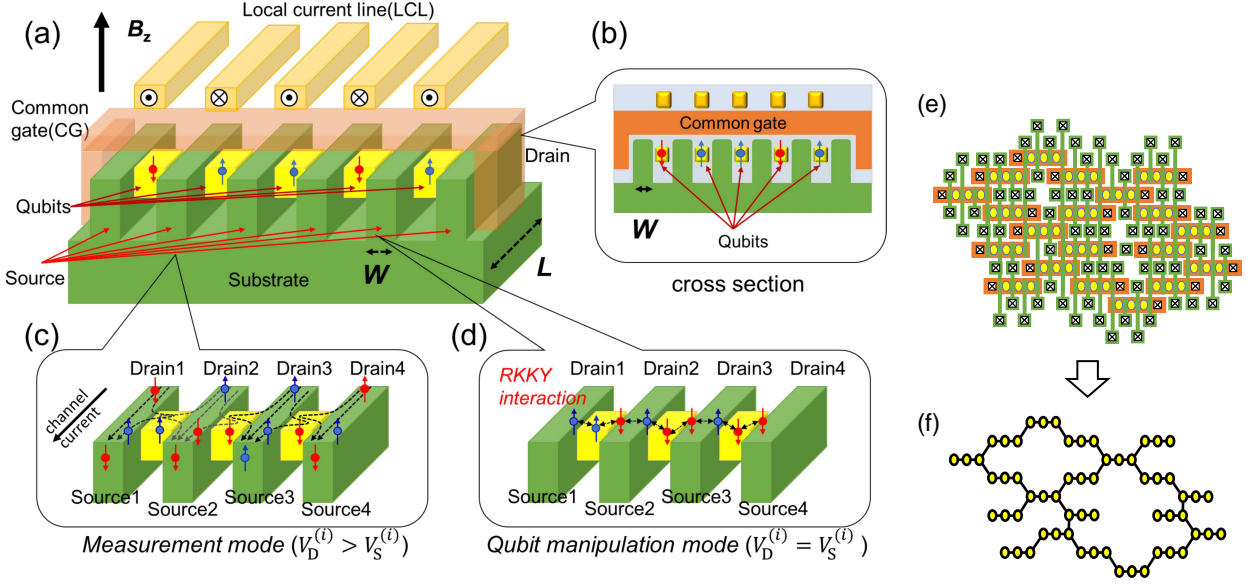 (a)
B_z
Local current line(LCL)
Common
gate(CG)
Drain
Qubits
Source
Substrate
W
L
(b)
Common gate
W
Qubits
cross section
(c)
Drain1 Drain2 Drain3 Drain4
channel
current
Source1 Source2 Source3 Source4
Measurement mode (V_D^(i) > V_S^(i))
(d)
Drain1 Drain2 Drain3 Drain4
RKKY
interaction
Source1 Source2 Source3 Source4
Qubit manipulation mode (V_D^(i) = V_S^(i))
(e)
(f)